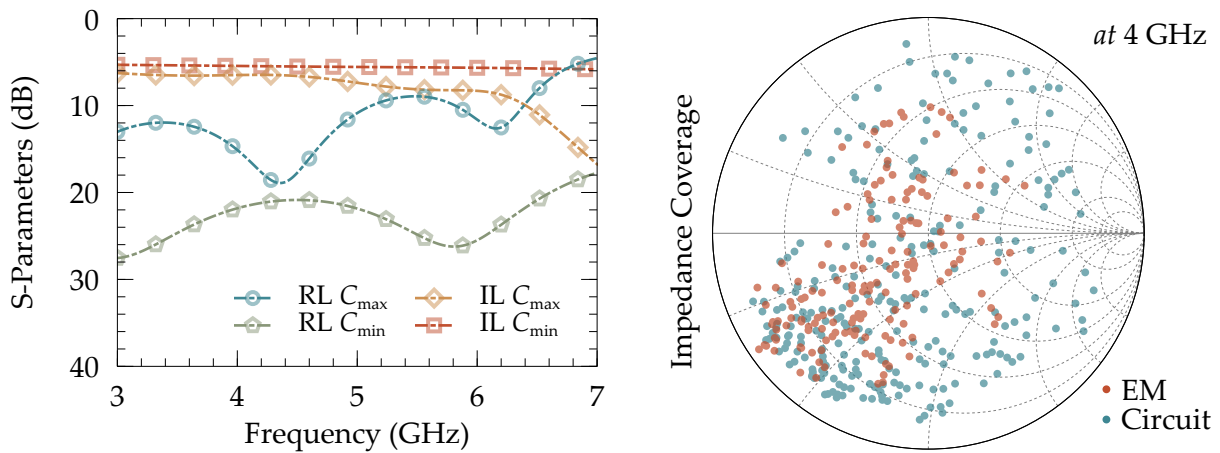 S-Parameters (dB)
0
10
20
30
40
3
4
5
6
7
Frequency (GHz)
RL Cmax
IL Cmax
RL Cmin
IL Cmin
Impedance Coverage
at 4 GHz
EM
Circuit